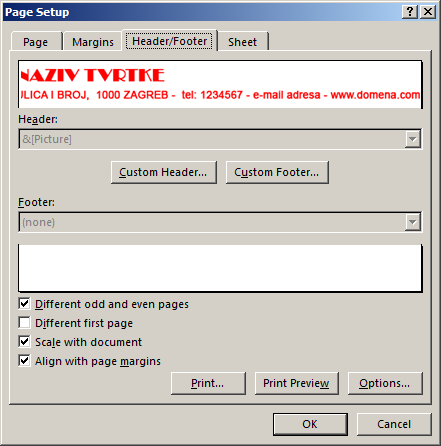 Page Setup
Page Margins Header/Footer Sheet
NAZIV TVRTKE
ULICA I BROJ, 1000 ZAGREB - tel: 1234567 - e-mail adresa - www.domena.com
Header:
&[Picture]
Custom Header... Custom Footer...
Footer:
(none)
Different odd and even pages
Different first page
Scale with document
Align with page margins
Print... Print Preview Options...
OK Cancel